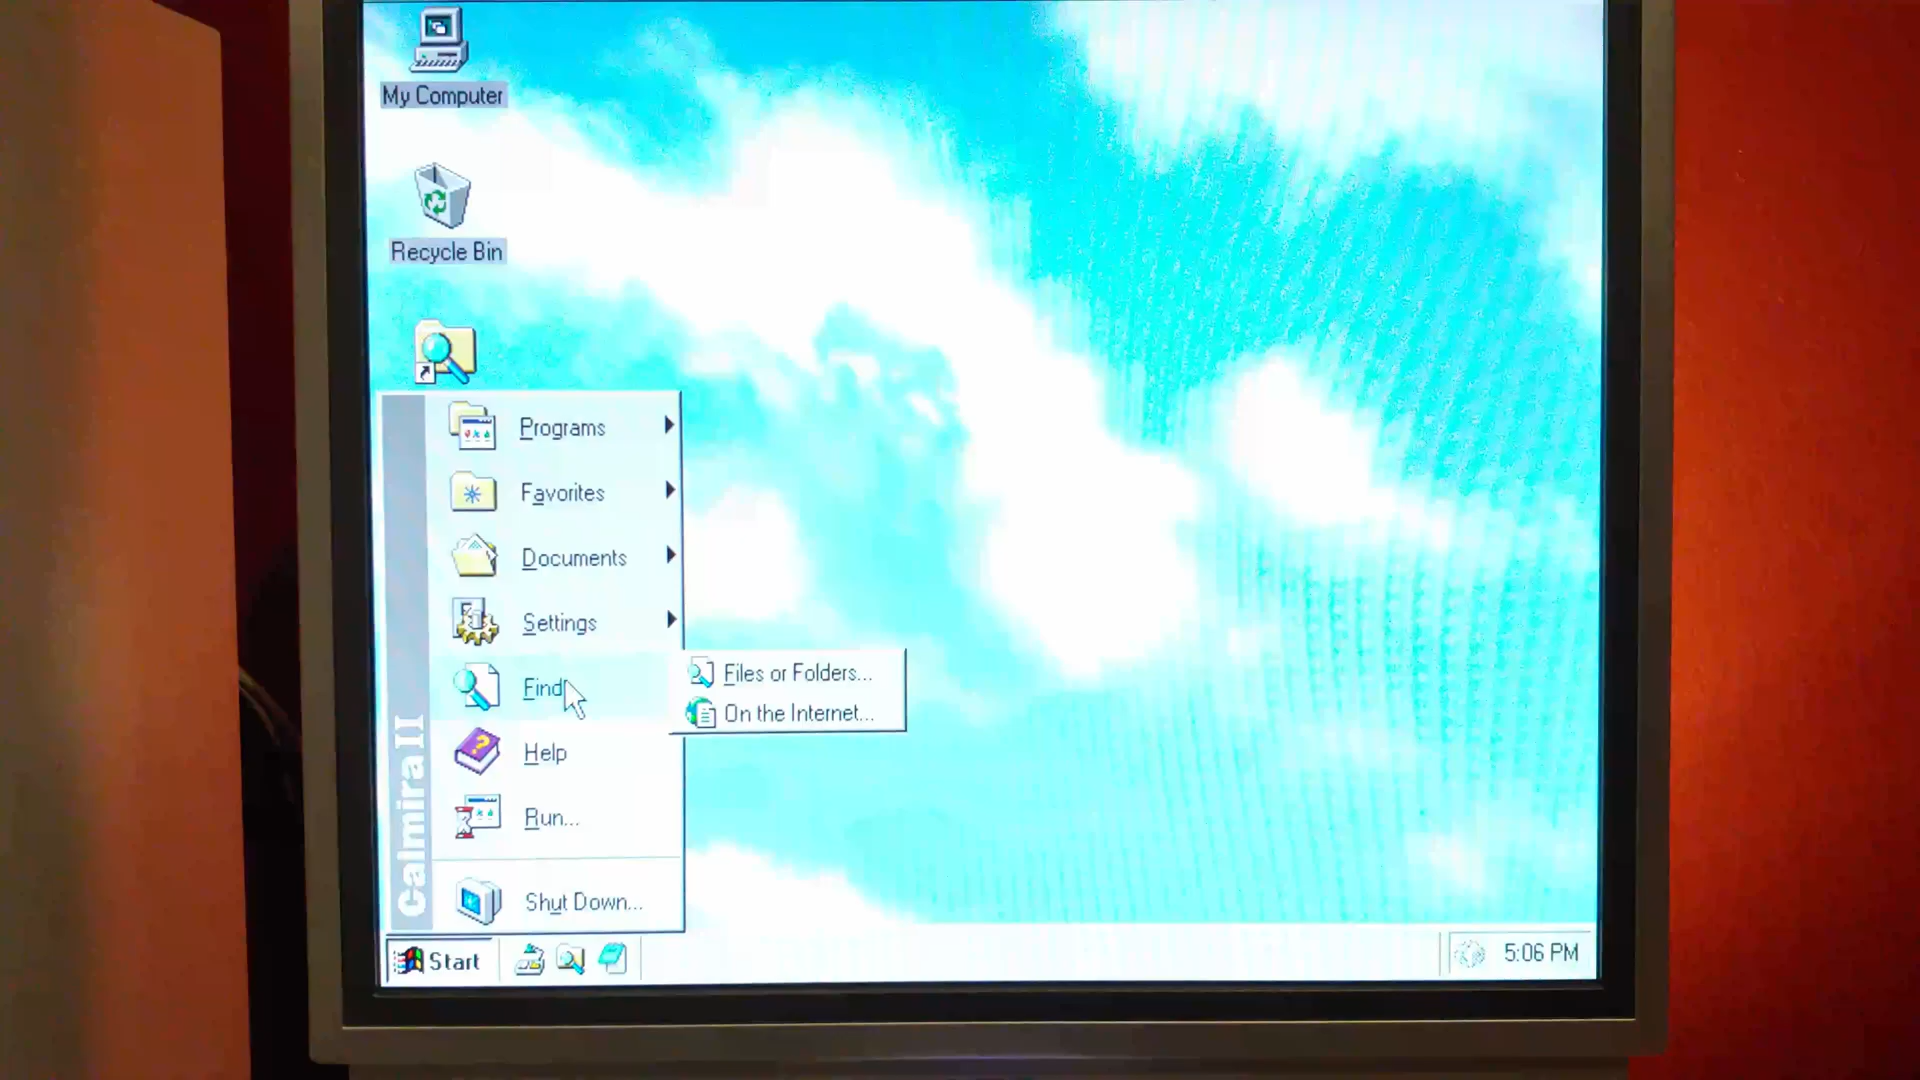 My Computer
Recycle Bin
Programs
Favorites
Documents
Settings
Find
Files or Folders...
On the Internet...
Help
Run...
Shut Down...
Calmira II
Start
5:06 PM